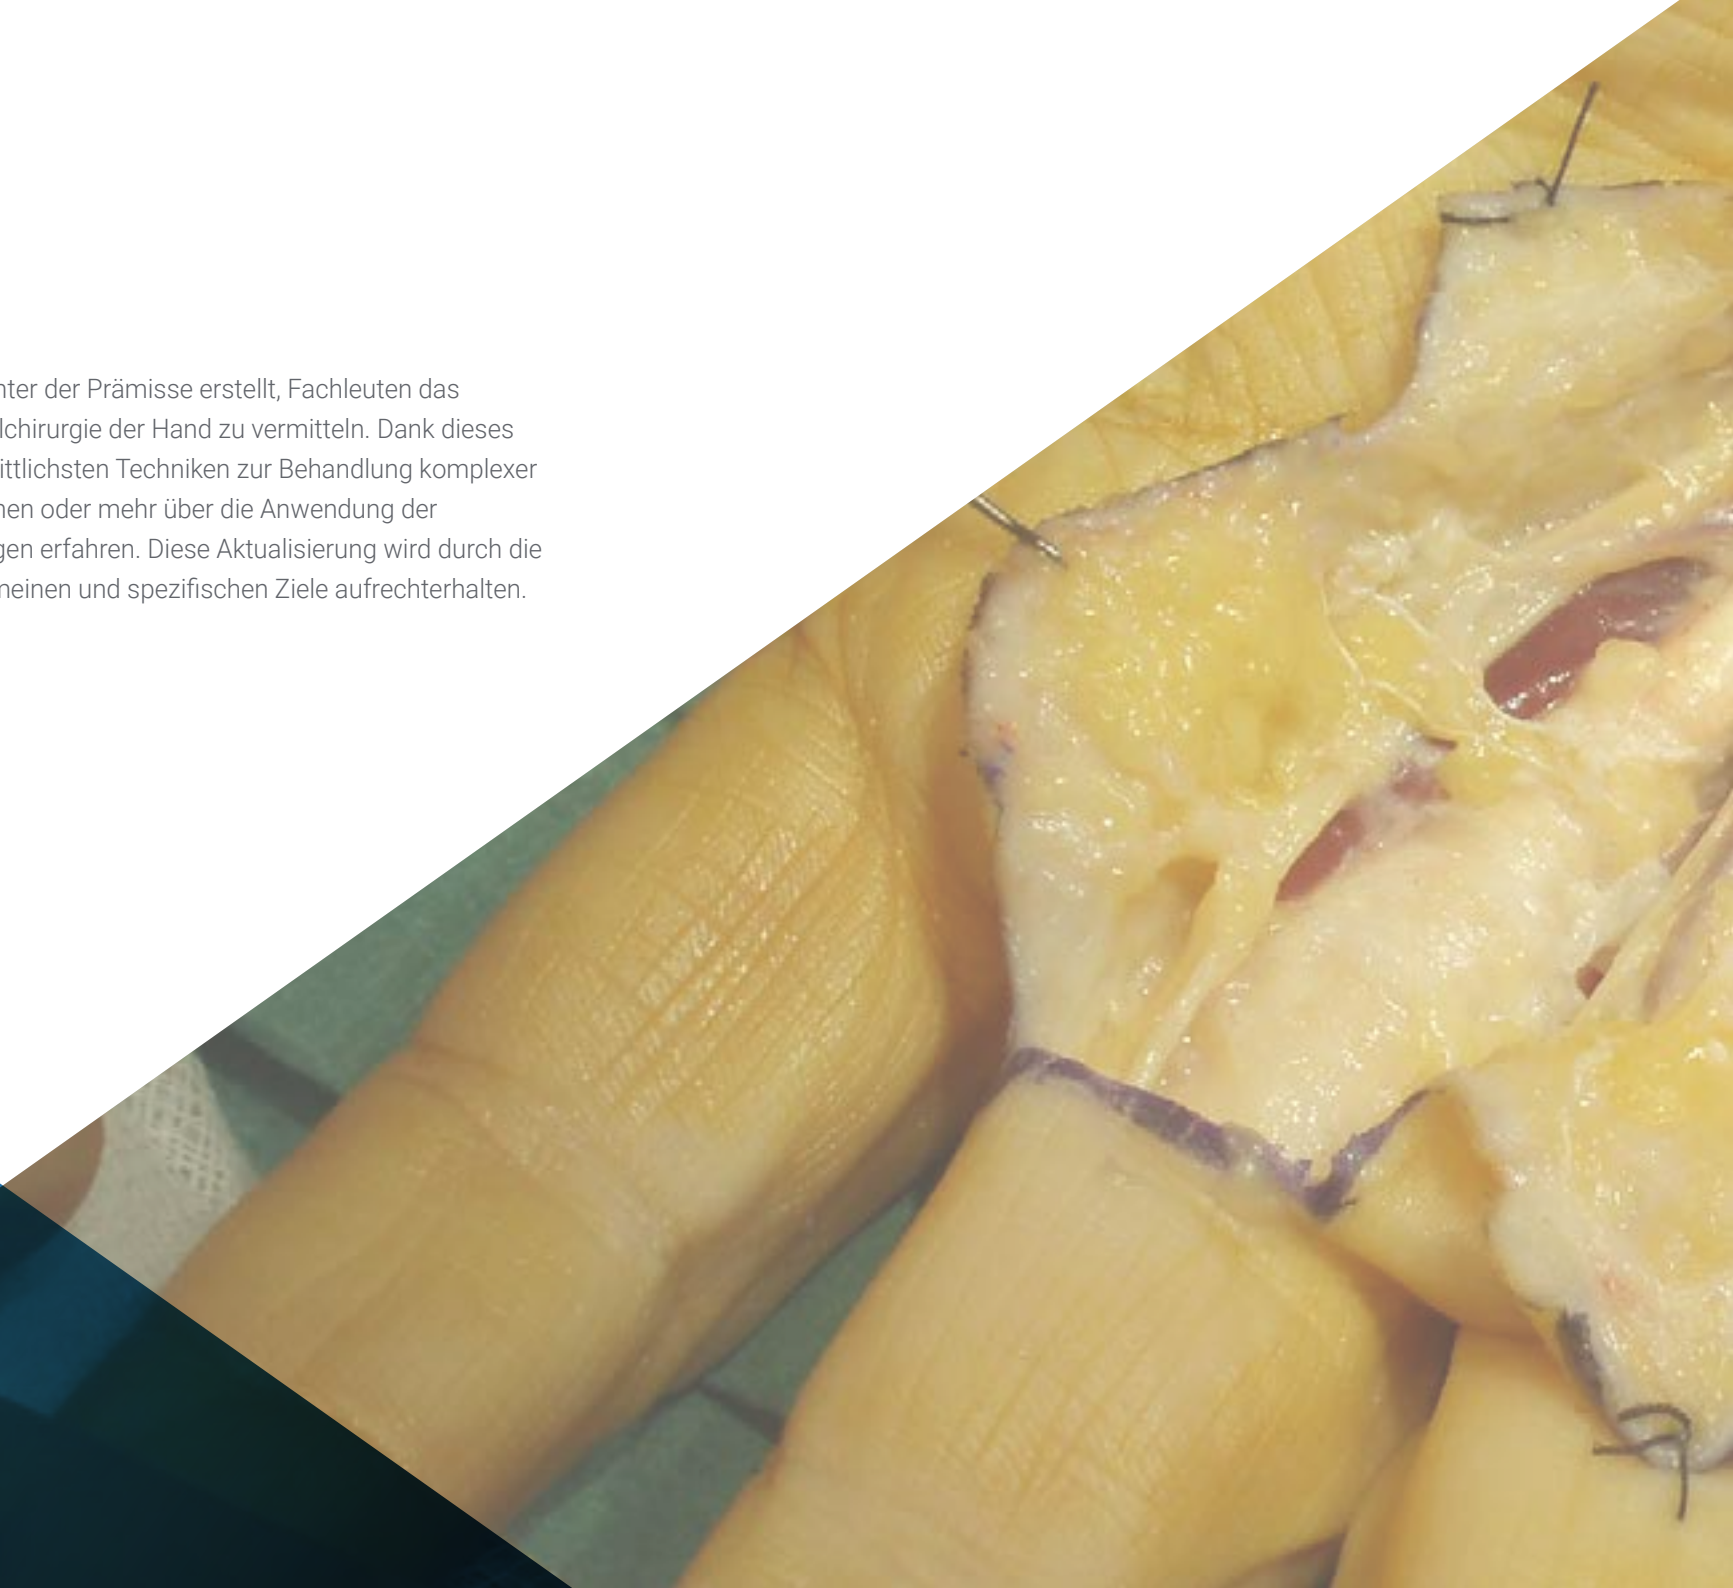 nter der Prämisse erstellt, Fachleuten das
lchirurgie der Hand zu vermitteln. Dank dieses
ittlichsten Techniken zur Behandlung komplexer
nen oder mehr über die Anwendung der
gen erfahren. Diese Aktualisierung wird durch die
meinen und spezifischen Ziele aufrechterhalten.